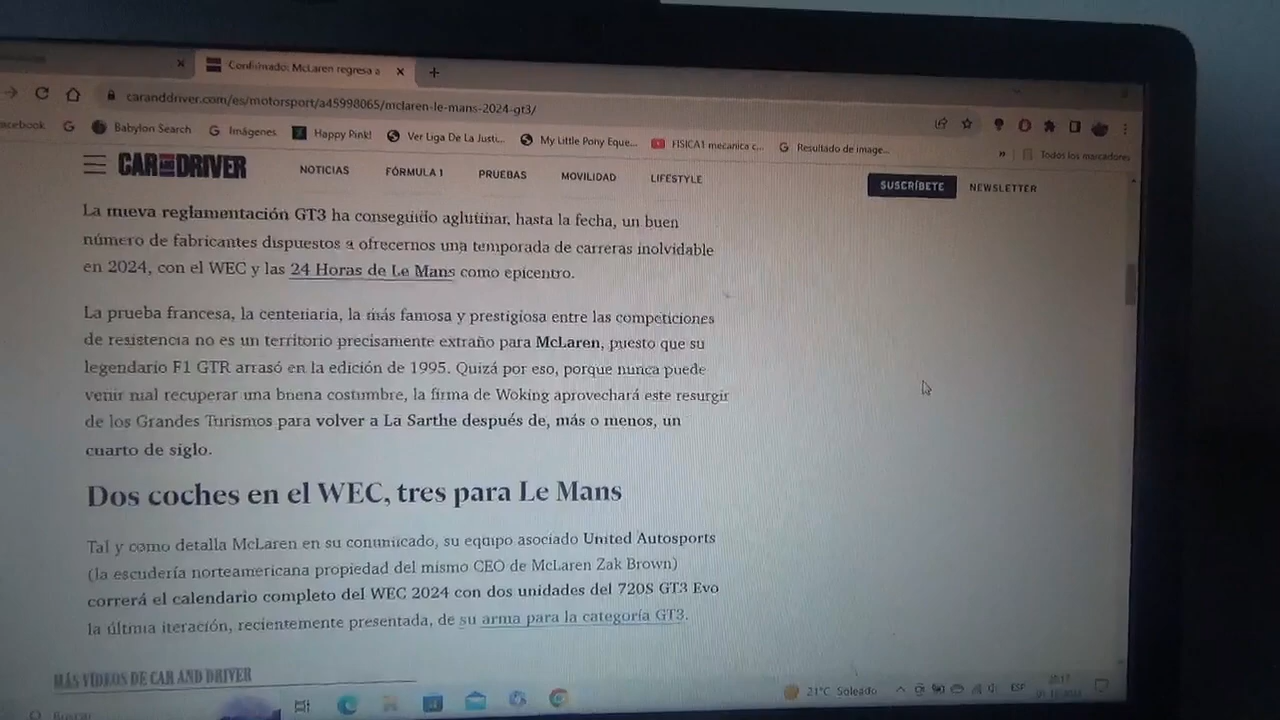 Confirmado: McLaren regresa a
caranddriver.com/es/motorsport/a45998065/mclaren-le-mans-2024-gt3/
acebook
Babylon Search
Imágenes
Happy Pink!
Ver Liga De La Justi...
My Little Pony Eque...
FISICA1 mecanica c...
Resultado de image...
» Todos los marcadores
CAR AND DRIVER
NOTICIAS
FÓRMULA 1
PRUEBAS
MOVILIDAD
LIFESTYLE
SUSCRÍBETE
NEWSLETTER
La nueva reglamentación GT3 ha conseguido aglutinar, hasta la fecha, un buen
número de fabricantes dispuestos a ofrecernos una temporada de carreras inolvidable
en 2024, con el WEC y las 24 Horas de Le Mans como epicentro.
La prueba francesa, la centenaria, la más famosa y prestigiosa entre las competiciones
de resistencia no es un territorio precisamente extraño para McLaren, puesto que su
legendario F1 GTR arrasó en la edición de 1995. Quizá por eso, porque nunca puede
venir mal recuperar una buena costumbre, la firma de Woking aprovechará este resurgir
de los Grandes Turismos para volver a La Sarthe después de, más o menos, un
cuarto de siglo.
Dos coches en el WEC, tres para Le Mans
Tal y como detalla McLaren en su comunicado, su equipo asociado United Autosports
(la escudería norteamericana propiedad del mismo CEO de McLaren Zak Brown)
correrá el calendario completo del WEC 2024 con dos unidades del 720S GT3 Evo
la última iteración, recientemente presentada, de su arma para la categoría GT3.
MÁS VÍDEOS DE CAR AND DRIVER
Buscar
21°C Soleado
ESP